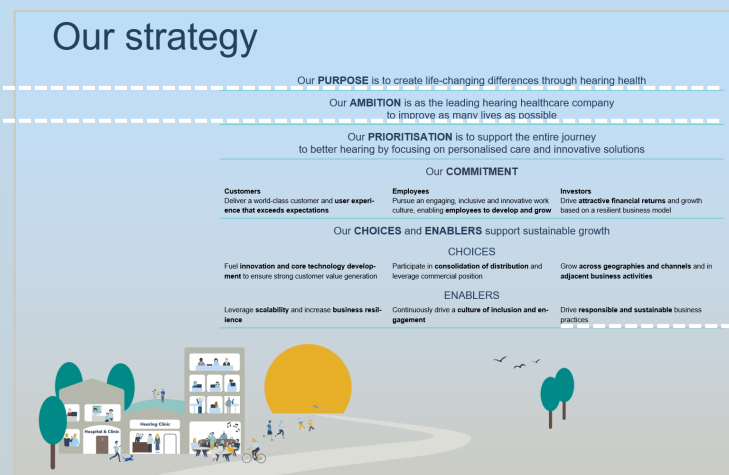 Our strategy
Our PURPOSE is to create life-changing differences through hearing health
Our AMBITION is as the leading hearing healthcare company
to improve as many lives as possible
Our PRIORITISATION is to support the entire journey
to better hearing by focusing on personalised care and innovative solutions
Our COMMITMENT
Customers
Deliver a world-class customer and user experi-
ence that exceeds expectations
Employees
Pursue an engaging, inclusive and innovative work
culture, enabling employees to develop and grow
Investors
Drive attractive financial returns and growth
based on a resilient business model
Our CHOICES and ENABLERS support sustainable growth
CHOICES
Fuel innovation and core technology develop-
ment to ensure strong customer value generation
Participate in consolidation of distribution and
leverage commercial position
Grow across geographies and channels and in
adjacent business activities
ENABLERS
Leverage scalability and increase business resil-
ience
Continuously drive a culture of inclusion and en-
gagement
Drive responsible and sustainable business
practices
Hospital & Clinic
Hearing Clinic